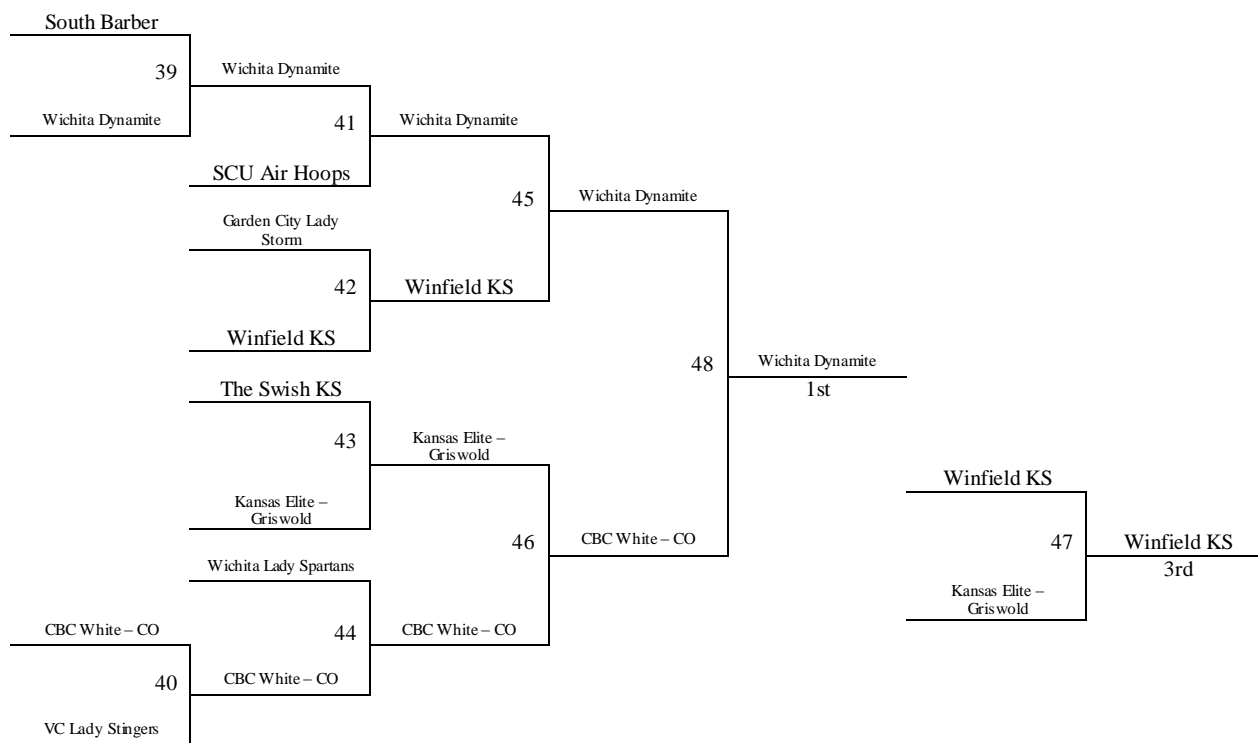 South Barber
39
Wichita Dynamite
Wichita Dynamite
41
Wichita Dynamite
SCU Air Hoops
45
Wichita Dynamite
Garden City Lady
Storm
42
Winfield KS
Winfield KS
48
Wichita Dynamite
1st
The Swish KS
43
Kansas Elite –
Griswold
Kansas Elite –
Griswold
46
CBC White – CO
Wichita Lady Spartans
44
CBC White – CO
CBC White – CO
40
CBC White – CO
VC Lady Stingers
Winfield KS
47
Winfield KS
3rd
Kansas Elite –
Griswold